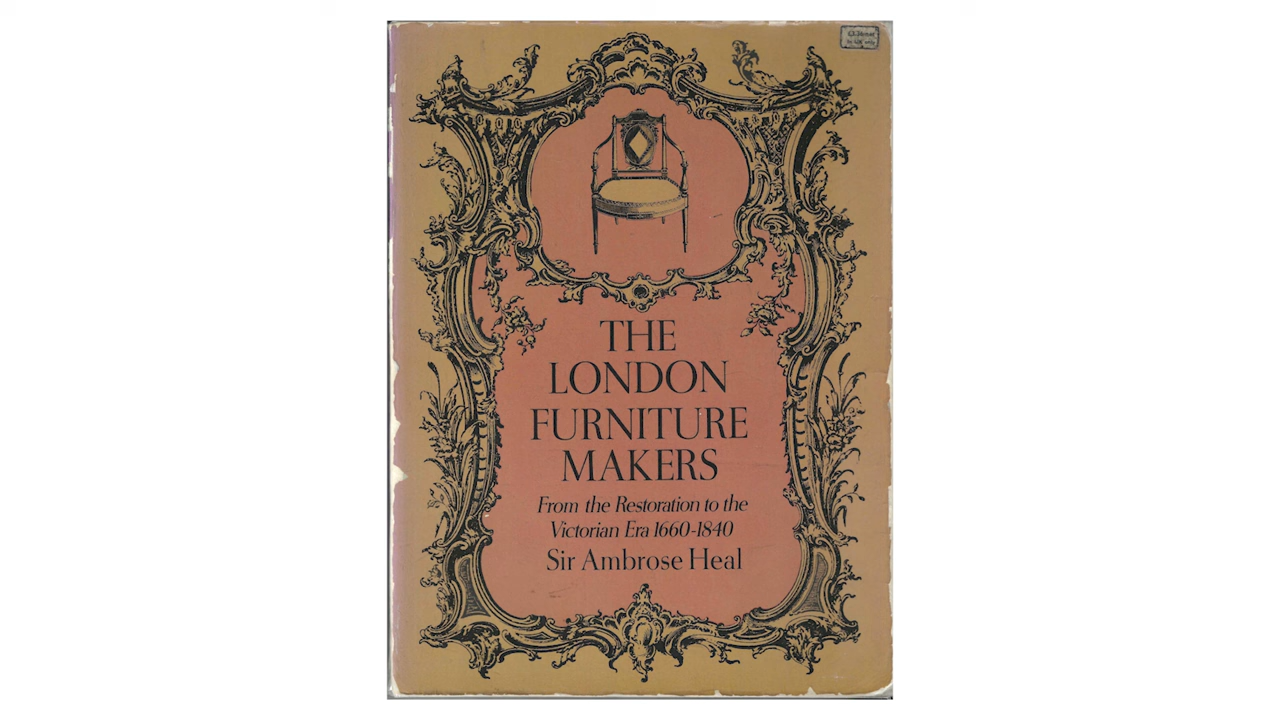 THE
LONDON
FURNITURE
MAKERS
From the Restoration to the
Victorian Era 1660-1840
Sir Ambrose Heal